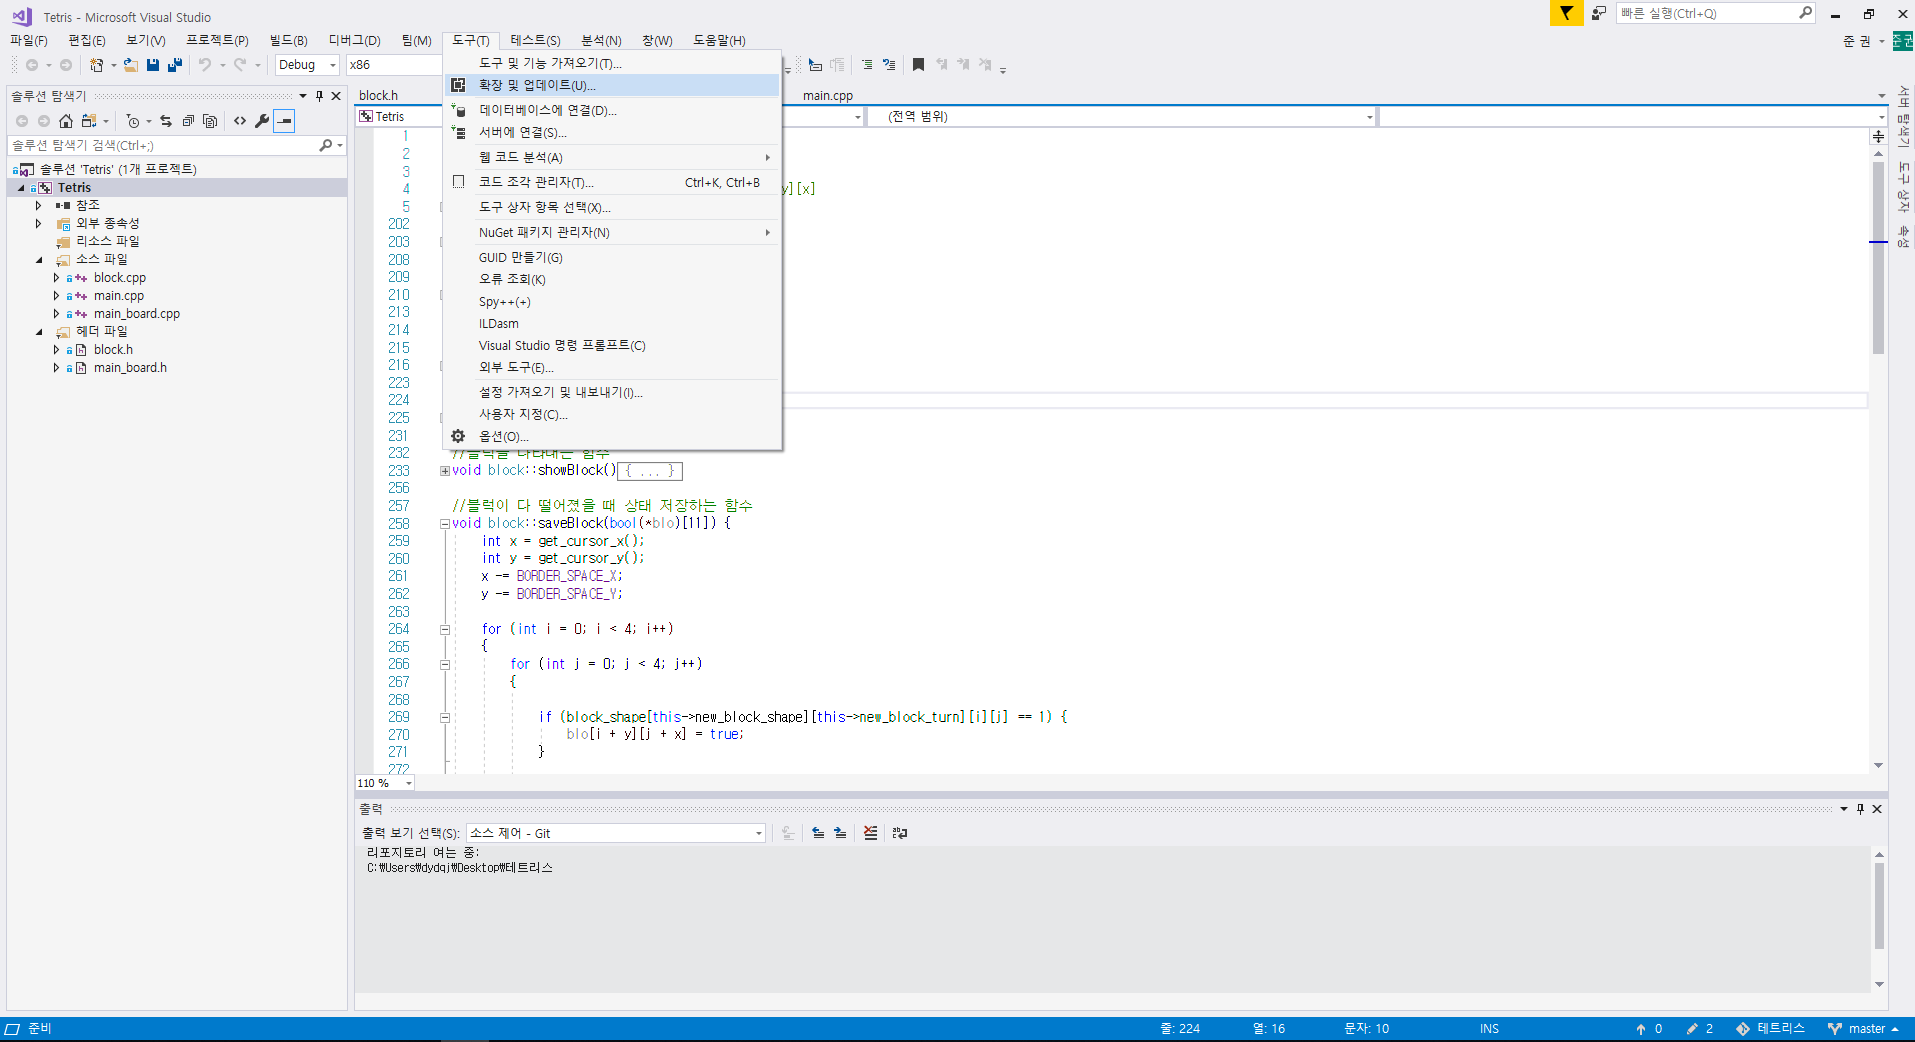 Tetris - Microsoft Visual Studio
빠른 실행(Ctrl+Q)
파일(F) 편집(E) 보기(V) 프로젝트(P) 빌드(B) 디버그(D) 팀(M) 도구(T) 테스트(S) 분석(N) 창(W) 도움말(H)
준 권
준권
Debug
x86
도구 및 기능 가져오기(T)...
확장 및 업데이트(U)...
데이터베이스에 연결(D)...
서버에 연결(S)...
웹 코드 분석(A)
코드 조각 관리자(T)... Ctrl+K, Ctrl+B
도구 상자 항목 선택(X)...
NuGet 패키지 관리자(N)
GUID 만들기(G)
오류 조회(K)
Spy++(+)
ILDasm
Visual Studio 명령 프롬프트(C)
외부 도구(E)...
설정 가져오기 및 내보내기(I)...
사용자 지정(C)...
옵션(O)...
솔루션 탐색기
솔루션 탐색기 검색(Ctrl+;)
솔루션 'Tetris' (1개 프로젝트)
Tetris
참조
외부 종속성
리소스 파일
소스 파일
block.cpp
main.cpp
main_board.cpp
헤더 파일
block.h
main_board.h
block.h
main.cpp
Tetris
(전역 범위)
서버 탐색기
도구 상자
속성
1
2
3
4 y][x]
5
202
203
208
209
210
213
214
215
216
223
224
225
231
232 //블럭을 나타내는 함수
233 void block::showBlock(){ ... }
256
257 //블럭이 다 떨어졌을 때 상태 저장하는 함수
258 void block::saveBlock(bool(*blo)[11]) {
259 int x = get_cursor_x();
260 int y = get_cursor_y();
261 x -= BORDER_SPACE_X;
262 y -= BORDER_SPACE_Y;
263
264 for (int i = 0; i < 4; i++)
265 {
266 for (int j = 0; j < 4; j++)
267 {
268
269 if (block_shape[this->new_block_shape][this->new_block_turn][i][j] == 1) {
270 blo[i + y][j + x] = true;
271 }
272
110 %
출력
출력 보기 선택(S): 소스 제어 - Git
리포지토리 여는 중:
C:₩Users₩dydqj₩Desktop₩테트리스
준비
줄: 224 열: 16 문자: 10 INS 0 2 테트리스 master